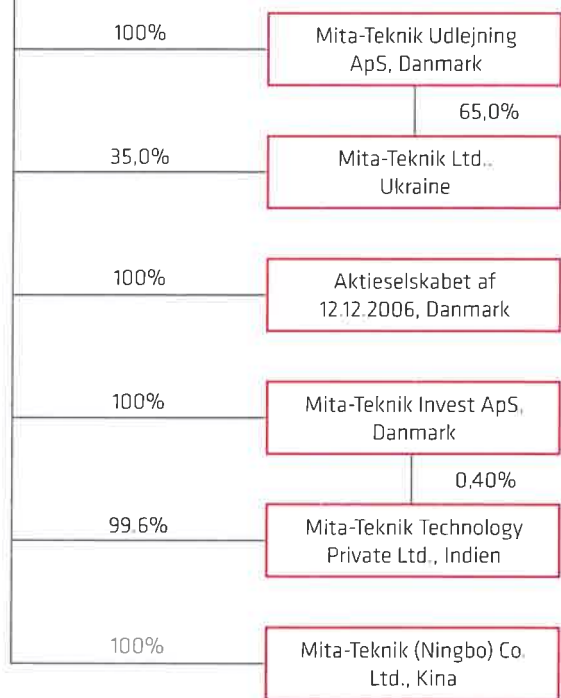 100%
Mita-Teknik Udlejning
ApS, Danmark
65,0%
35,0%
Mita-Teknik Ltd.,
Ukraine
100%
Aktieselskabet af
12.12.2006, Danmark
100%
Mita-Teknik Invest ApS,
Danmark
0,40%
99.6%
Mita-Teknik Technology
Private Ltd., Indien
100%
Mita-Teknik (Ningbo) Co.
Ltd., Kina